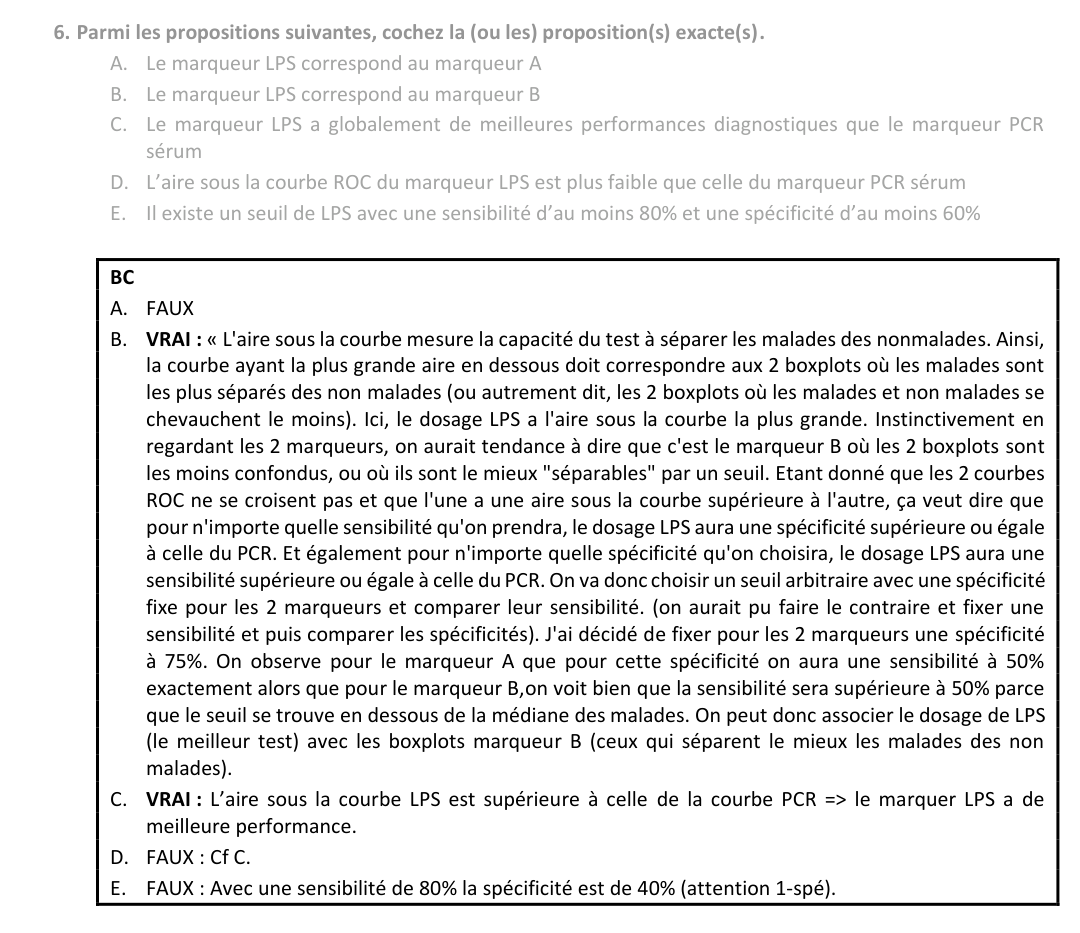 6. Parmi les propositions suivantes, cochez la (ou les) proposition(s) exacte(s).
A. Le marqueur LPS correspond au marqueur A
B. Le marqueur LPS correspond au marqueur B
C. Le marqueur LPS a globalement de meilleures performances diagnostiques que le marqueur PCR
sérum
D. L’aire sous la courbe ROC du marqueur LPS est plus faible que celle du marqueur PCR sérum
E. Il existe un seuil de LPS avec une sensibilité d’au moins 80% et une spécificité d’au moins 60%
BC
A. FAUX
B. VRAI : « L'aire sous la courbe mesure la capacité du test à séparer les malades des nonmalades. Ainsi,
la courbe ayant la plus grande aire en dessous doit correspondre aux 2 boxplots où les malades sont
les plus séparés des non malades (ou autrement dit, les 2 boxplots où les malades et non malades se
chevauchent le moins). Ici, le dosage LPS a l'aire sous la courbe la plus grande. Instinctivement en
regardant les 2 marqueurs, on aurait tendance à dire que c'est le marqueur B où les 2 boxplots sont
les moins confondus, ou où ils sont le mieux "séparables" par un seuil. Etant donné que les 2 courbes
ROC ne se croisent pas et que l'une a une aire sous la courbe supérieure à l'autre, ça veut dire que
pour n'importe quelle sensibilité qu'on prendra, le dosage LPS aura une spécificité supérieure ou égale
à celle du PCR. Et également pour n'importe quelle spécificité qu'on choisira, le dosage LPS aura une
sensibilité supérieure ou égale à celle du PCR. On va donc choisir un seuil arbitraire avec une spécificité
fixe pour les 2 marqueurs et comparer leur sensibilité. (on aurait pu faire le contraire et fixer une
sensibilité et puis comparer les spécificités). J'ai décidé de fixer pour les 2 marqueurs une spécificité
à 75%. On observe pour le marqueur A que pour cette spécificité on aura une sensibilité à 50%
exactement alors que pour le marqueur B,on voit bien que la sensibilité sera supérieure à 50% parce
que le seuil se trouve en dessous de la médiane des malades. On peut donc associer le dosage de LPS
(le meilleur test) avec les boxplots marqueur B (ceux qui séparent le mieux les malades des non
malades).
C. VRAI : L’aire sous la courbe LPS est supérieure à celle de la courbe PCR => le marquer LPS a de
meilleure performance.
D. FAUX : Cf C.
E. FAUX : Avec une sensibilité de 80% la spécificité est de 40% (attention 1-spé).